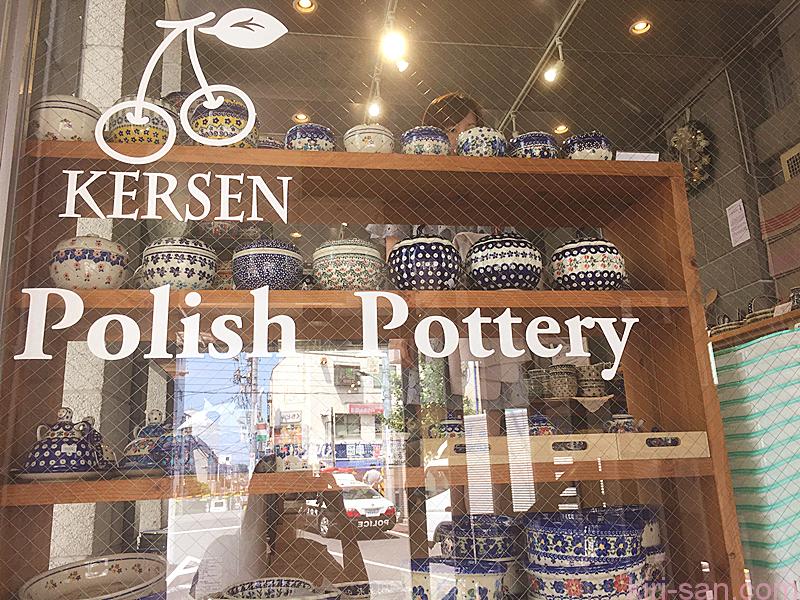 KERSEN
Polish Pottery
POLICE
kiri-san.com